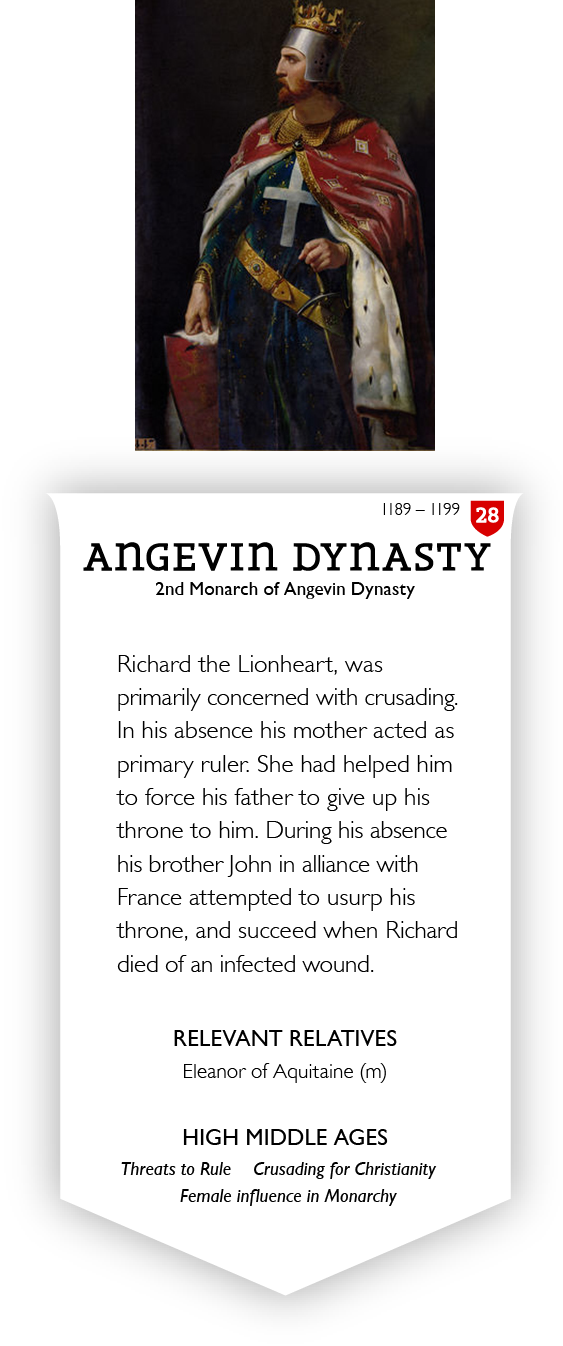 1189 – 1199
28
ANGEVIN DYNASTY
2nd Monarch of Angevin Dynasty
Richard the Lionheart, was
primarily concerned with crusading.
In his absence his mother acted as
primary ruler. She had helped him
to force his father to give up his
throne to him. During his absence
his brother John in alliance with
France attempted to usurp his
throne, and succeed when Richard
died of an infected wound.
RELEVANT RELATIVES
Eleanor of Aquitaine (m)
HIGH MIDDLE AGES
Threats to Rule Crusading for Christianity
Female influence in Monarchy